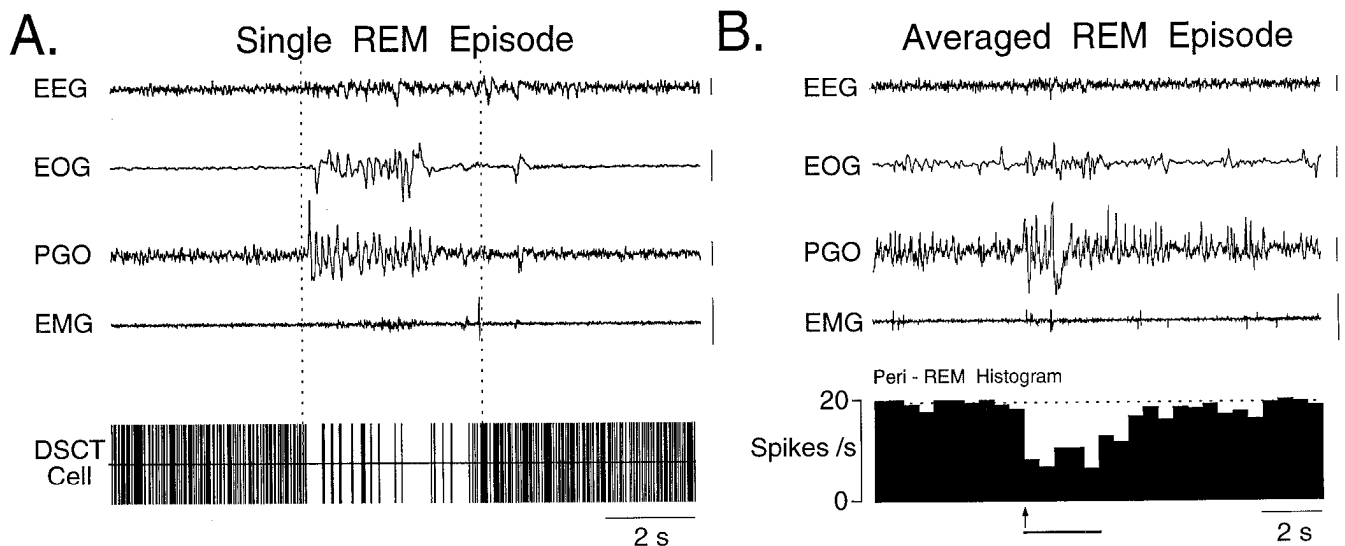 A.
Single REM Episode
EEG
EOG
PGO
EMG
DSCT
Cell
2 s
B.
Averaged REM Episode
EEG
EOG
PGO
EMG
Peri - REM Histogram
20
Spikes /s
0
2 s